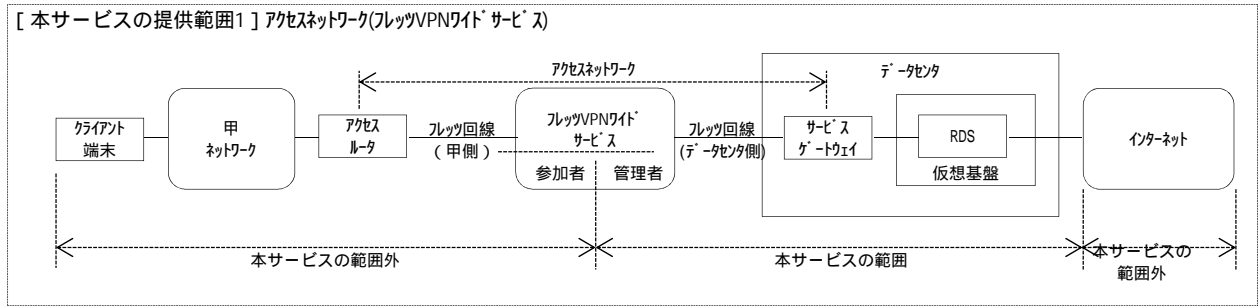 [ 本サービスの提供範囲1 ] アクセスネットワーク(フレッツVPNワイドサービス)
アクセスネットワーク
データセンタ
クライアント
端末
甲
ネットワーク
アクセス
ルータ
フレッツ回線
( 甲側 )
フレッツVPNワイド
サービス
参加者
管理者
フレッツ回線
(データセンタ側)
サービス
ゲートウェイ
RDS
仮想基盤
インターネット
本サービスの範囲外
本サービスの範囲
本サービスの
範囲外